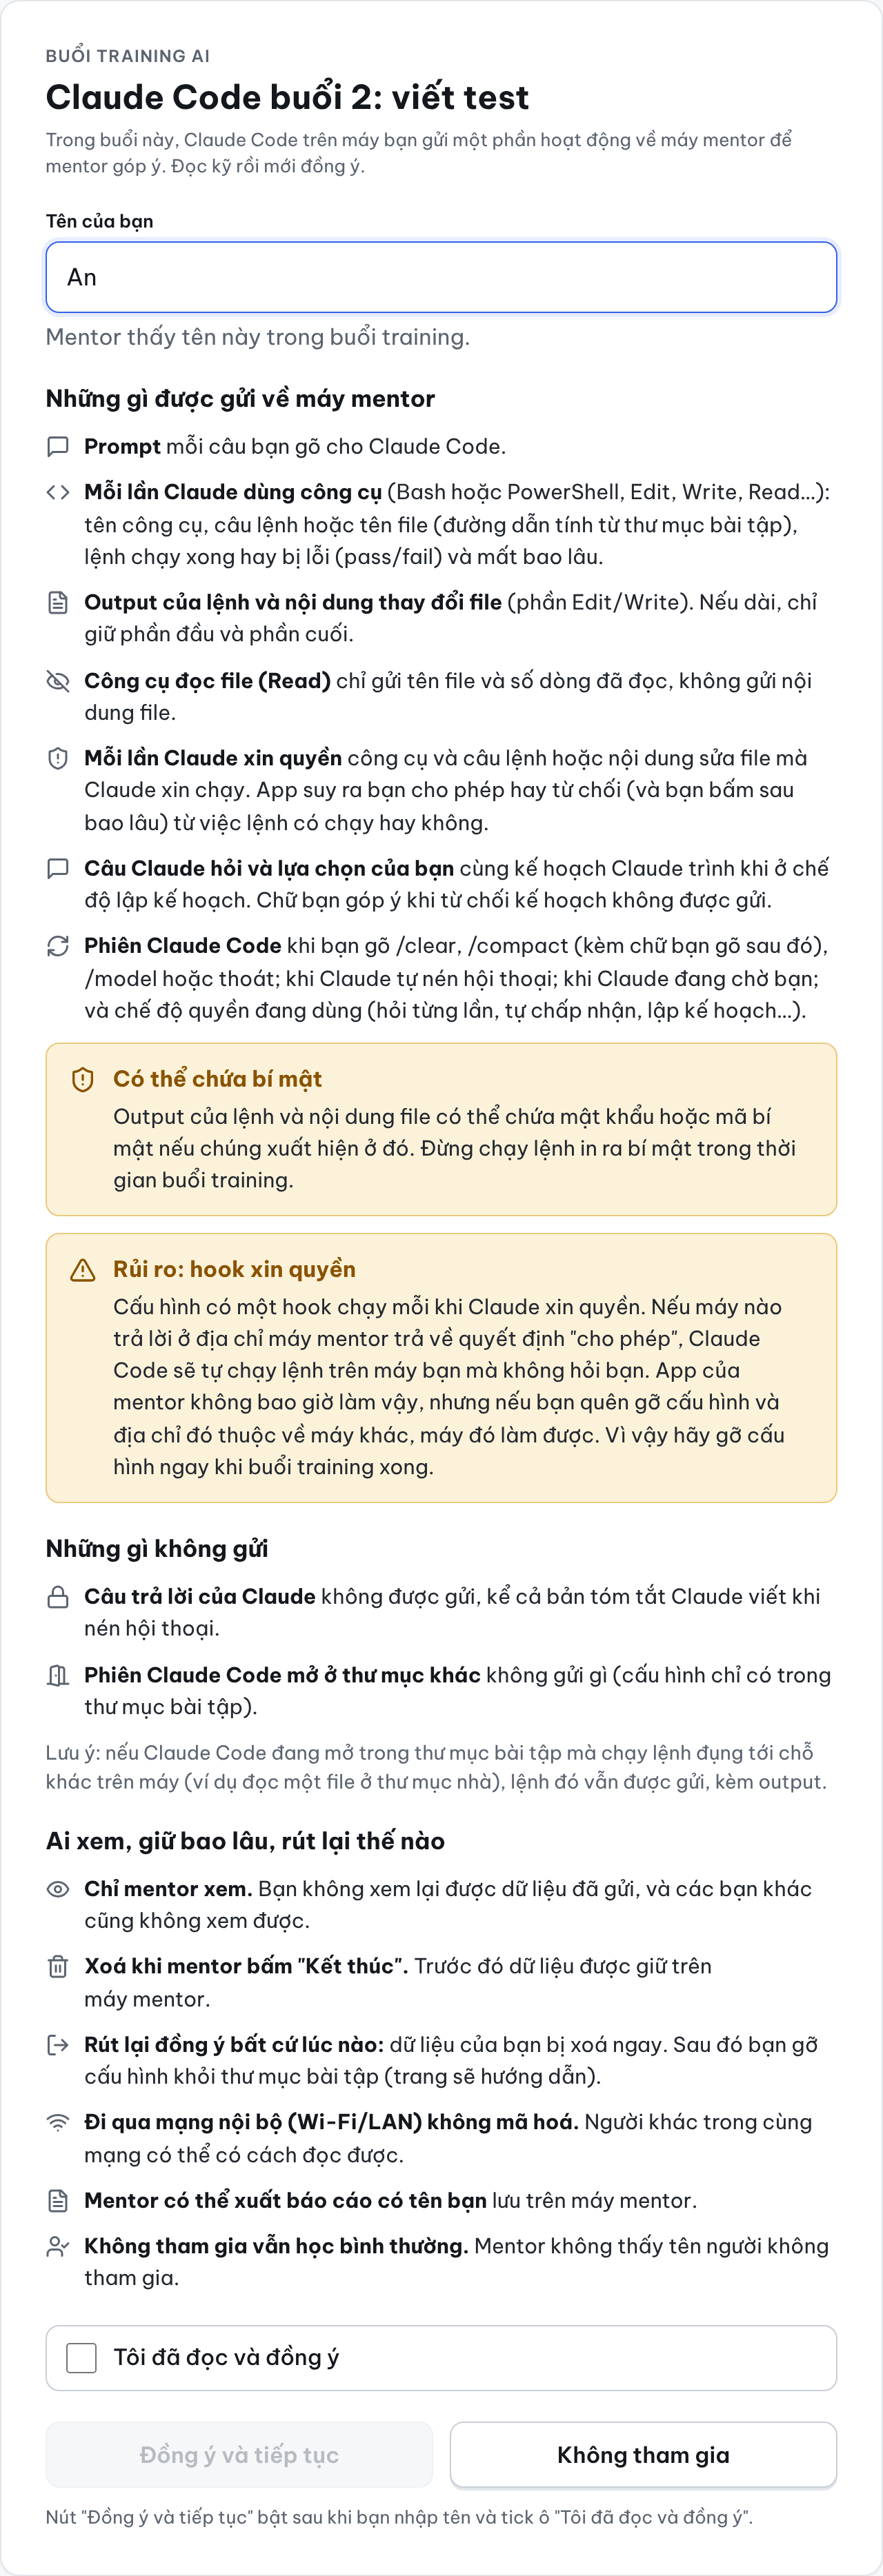 BUỔI TRAINING AI
Claude Code buổi 2: viết test
Trong buổi này, Claude Code trên máy bạn gửi một phần hoạt động về máy mentor để
mentor góp ý. Đọc kỹ rồi mới đồng ý.
Tên của bạn
An
Mentor thấy tên này trong buổi training.
Những gì được gửi về máy mentor
Prompt mỗi câu bạn gõ cho Claude Code.
Mỗi lần Claude dùng công cụ (Bash hoặc PowerShell, Edit, Write, Read...):
tên công cụ, câu lệnh hoặc tên file (đường dẫn tính từ thư mục bài tập),
lệnh chạy xong hay bị lỗi (pass/fail) và mất bao lâu.
Output của lệnh và nội dung thay đổi file (phần Edit/Write). Nếu dài, chỉ
giữ phần đầu và phần cuối.
Công cụ đọc file (Read) chỉ gửi tên file và số dòng đã đọc, không gửi nội
dung file.
Mỗi lần Claude xin quyền công cụ và câu lệnh hoặc nội dung sửa file mà
Claude xin chạy. App suy ra bạn cho phép hay từ chối (và bạn bấm sau
bao lâu) từ việc lệnh có chạy hay không.
Câu Claude hỏi và lựa chọn của bạn cùng kế hoạch Claude trình khi ở chế
độ lập kế hoạch. Chữ bạn góp ý khi từ chối kế hoạch không được gửi.
Phiên Claude Code khi bạn gõ /clear, /compact (kèm chữ bạn gõ sau đó),
/model hoặc thoát; khi Claude tự nén hội thoại; khi Claude đang chờ bạn;
và chế độ quyền đang dùng (hỏi từng lần, tự chấp nhận, lập kế hoạch...).
Có thể chứa bí mật
Output của lệnh và nội dung file có thể chứa mật khẩu hoặc mã bí
mật nếu chúng xuất hiện ở đó. Đừng chạy lệnh in ra bí mật trong thời
gian buổi training.
Rủi ro: hook xin quyền
Cấu hình có một hook chạy mỗi khi Claude xin quyền. Nếu máy nào
trả lời ở địa chỉ máy mentor trả về quyết định "cho phép", Claude
Code sẽ tự chạy lệnh trên máy bạn mà không hỏi bạn. App của
mentor không bao giờ làm vậy, nhưng nếu bạn quên gỡ cấu hình và
địa chỉ đó thuộc về máy khác, máy đó làm được. Vì vậy hãy gỡ cấu
hình ngay khi buổi training xong.
Những gì không gửi
Câu trả lời của Claude không được gửi, kể cả bản tóm tắt Claude viết khi
nén hội thoại.
Phiên Claude Code mở ở thư mục khác không gửi gì (cấu hình chỉ có trong
thư mục bài tập).
Lưu ý: nếu Claude Code đang mở trong thư mục bài tập mà chạy lệnh đụng tới chỗ
khác trên máy (ví dụ đọc một file ở thư mục nhà), lệnh đó vẫn được gửi, kèm output.
Ai xem, giữ bao lâu, rút lại thế nào
Chỉ mentor xem. Bạn không xem lại được dữ liệu đã gửi, và các bạn khác
cũng không xem được.
Xoá khi mentor bấm "Kết thúc". Trước đó dữ liệu được giữ trên
máy mentor.
Rút lại đồng ý bất cứ lúc nào: dữ liệu của bạn bị xoá ngay. Sau đó bạn gỡ
cấu hình khỏi thư mục bài tập (trang sẽ hướng dẫn).
Đi qua mạng nội bộ (Wi-Fi/LAN) không mã hoá. Người khác trong cùng
mạng có thể có cách đọc được.
Mentor có thể xuất báo cáo có tên bạn lưu trên máy mentor.
Không tham gia vẫn học bình thường. Mentor không thấy tên người không
tham gia.
Tôi đã đọc và đồng ý
Đồng ý và tiếp tục
Không tham gia
Nút "Đồng ý và tiếp tục" bật sau khi bạn nhập tên và tick ô "Tôi đã đọc và đồng ý".